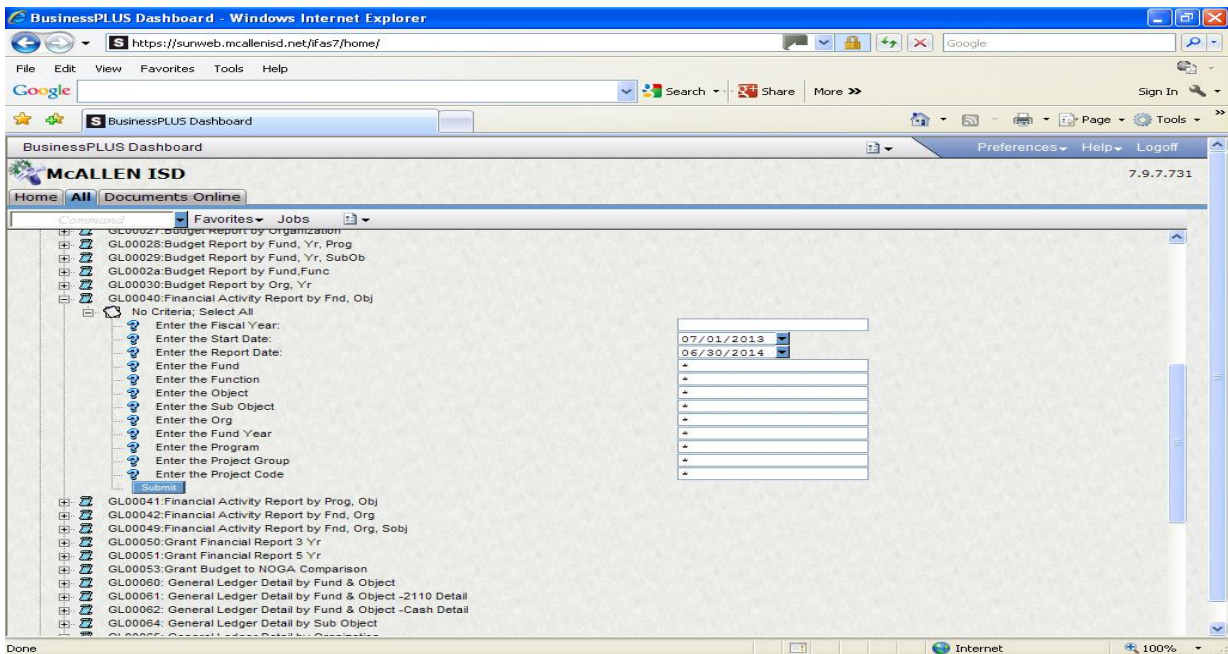 BusinessPLUS Dashboard - Windows Internet Explorer
S https://sunweb.mcallenisd.net/ifas7/home/
Google
File Edit View Favorites Tools Help
Google Search Share More >> Sign In
S BusinessPLUS Dashboard Page Tools >>
BusinessPLUS Dashboard Preferences Help Logoff
McALLEN ISD 7.9.7.731
Home All Documents Online
Command Favorites Jobs
GL00027:Budget Report by Organization
GL00028:Budget Report by Fund, Yr, Prog
GL00029:Budget Report by Fund, Yr, SubOb
GL0002a:Budget Report by Fund,Func
GL00030:Budget Report by Org, Yr
GL00040:Financial Activity Report by Fnd, Obj
No Criteria; Select All
Enter the Fiscal Year:
Enter the Start Date: 07/01/2013
Enter the Report Date: 06/30/2014
Enter the Fund *
Enter the Function *
Enter the Object *
Enter the Sub Object *
Enter the Org *
Enter the Fund Year *
Enter the Program *
Enter the Project Group *
Enter the Project Code *
Submit
GL00041:Financial Activity Report by Prog, Obj
GL00042:Financial Activity Report by Fnd, Org
GL00049:Financial Activity Report by Fnd, Org, Sobj
GL00050:Grant Financial Report 3 Yr
GL00051:Grant Financial Report 5 Yr
GL00053:Grant Budget to NOGA Comparison
GL00060: General Ledger Detail by Fund & Object
GL00061: General Ledger Detail by Fund & Object -2110 Detail
GL00062: General Ledger Detail by Fund & Object -Cash Detail
GL00064: General Ledger Detail by Sub Object
Done Internet 100%